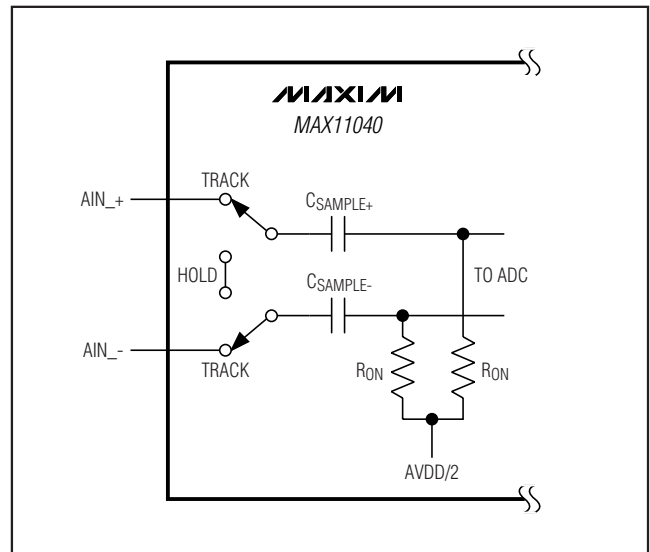 MAXIM
MAX11040
TRACK
AIN_+
CSAMPLE+
HOLD
TO ADC
CSAMPLE-
AIN_-
TRACK
RON
RON
AVDD/2